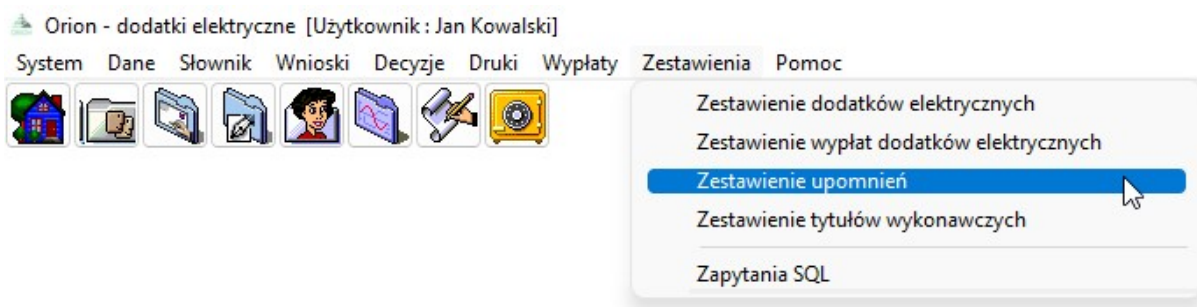 Orion - dodatki elektryczne [Użytkownik : Jan Kowalski]
System Dane Słownik Wnioski Decyzje Druki Wypłaty Zestawienia Pomoc
Zestawienie dodatków elektrycznych
Zestawienie wypłat dodatków elektrycznych
Zestawienie upomnień
Zestawienie tytułów wykonawczych
Zapytania SQL